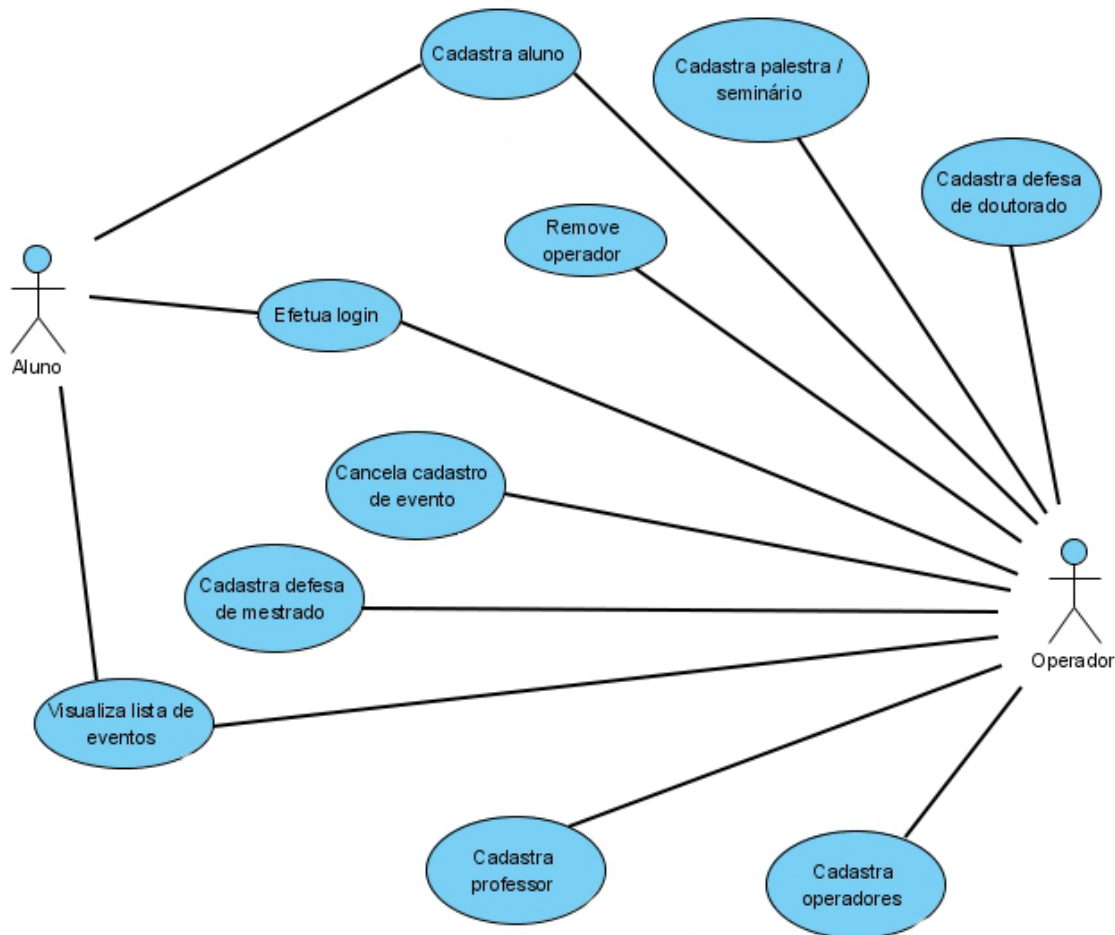 Cadastra aluno
Cadastra palestra /
seminário
Cadastra defesa
de doutorado
Remove
operador
Efetua login
Aluno
Cancela cadastro
de evento
Cadastra defesa
de mestrado
Operador
Visualiza lista de
eventos
Cadastra
professor
Cadastra
operadores